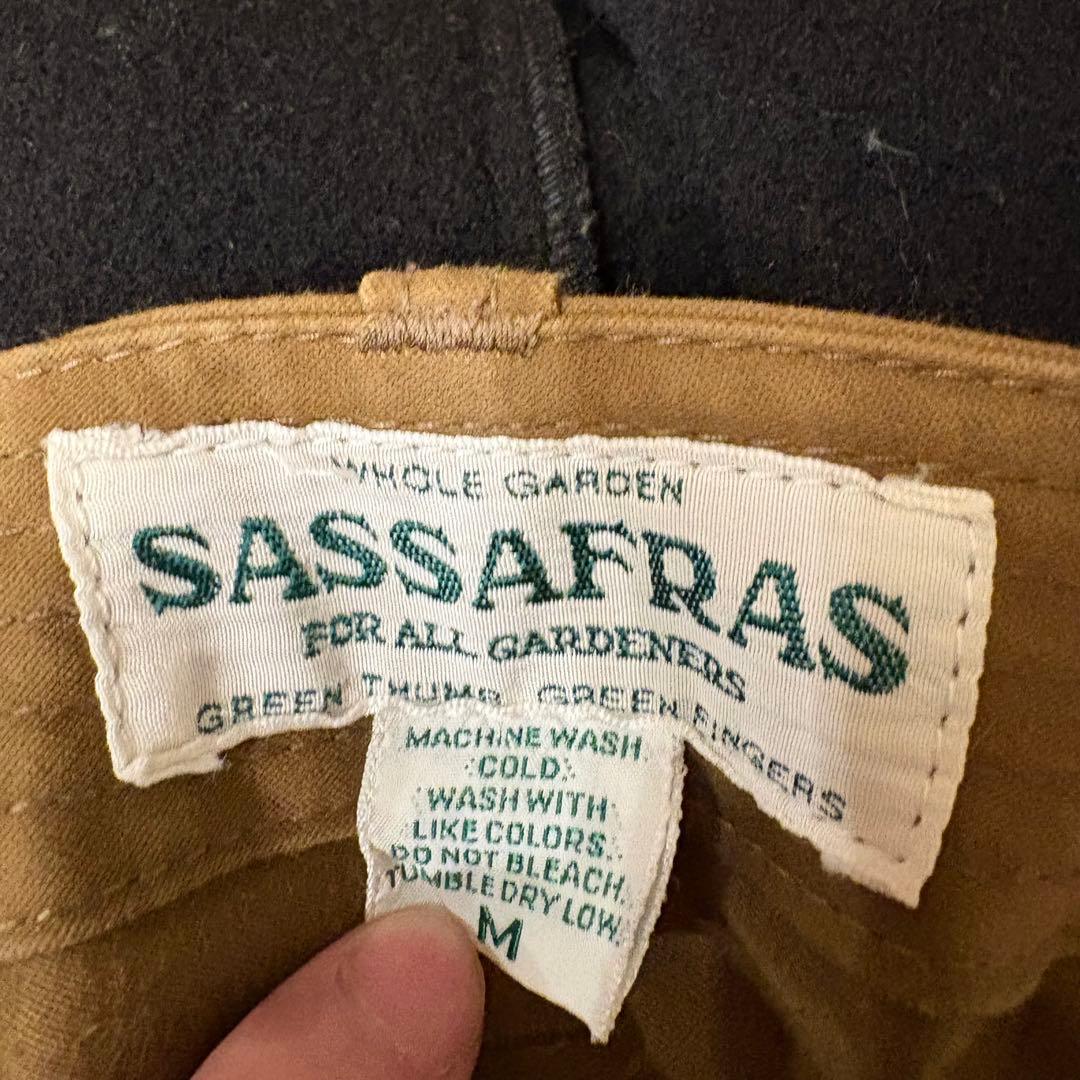 WHOLE GARDEN
SASSAFRAS
FOR ALL GARDENERS
GREEN THUMB GREEN FINGERS
MACHINE WASH
COLD.
WASH WITH
LIKE COLORS.
DO NOT BLEACH.
TUMBLE DRY LOW.
M